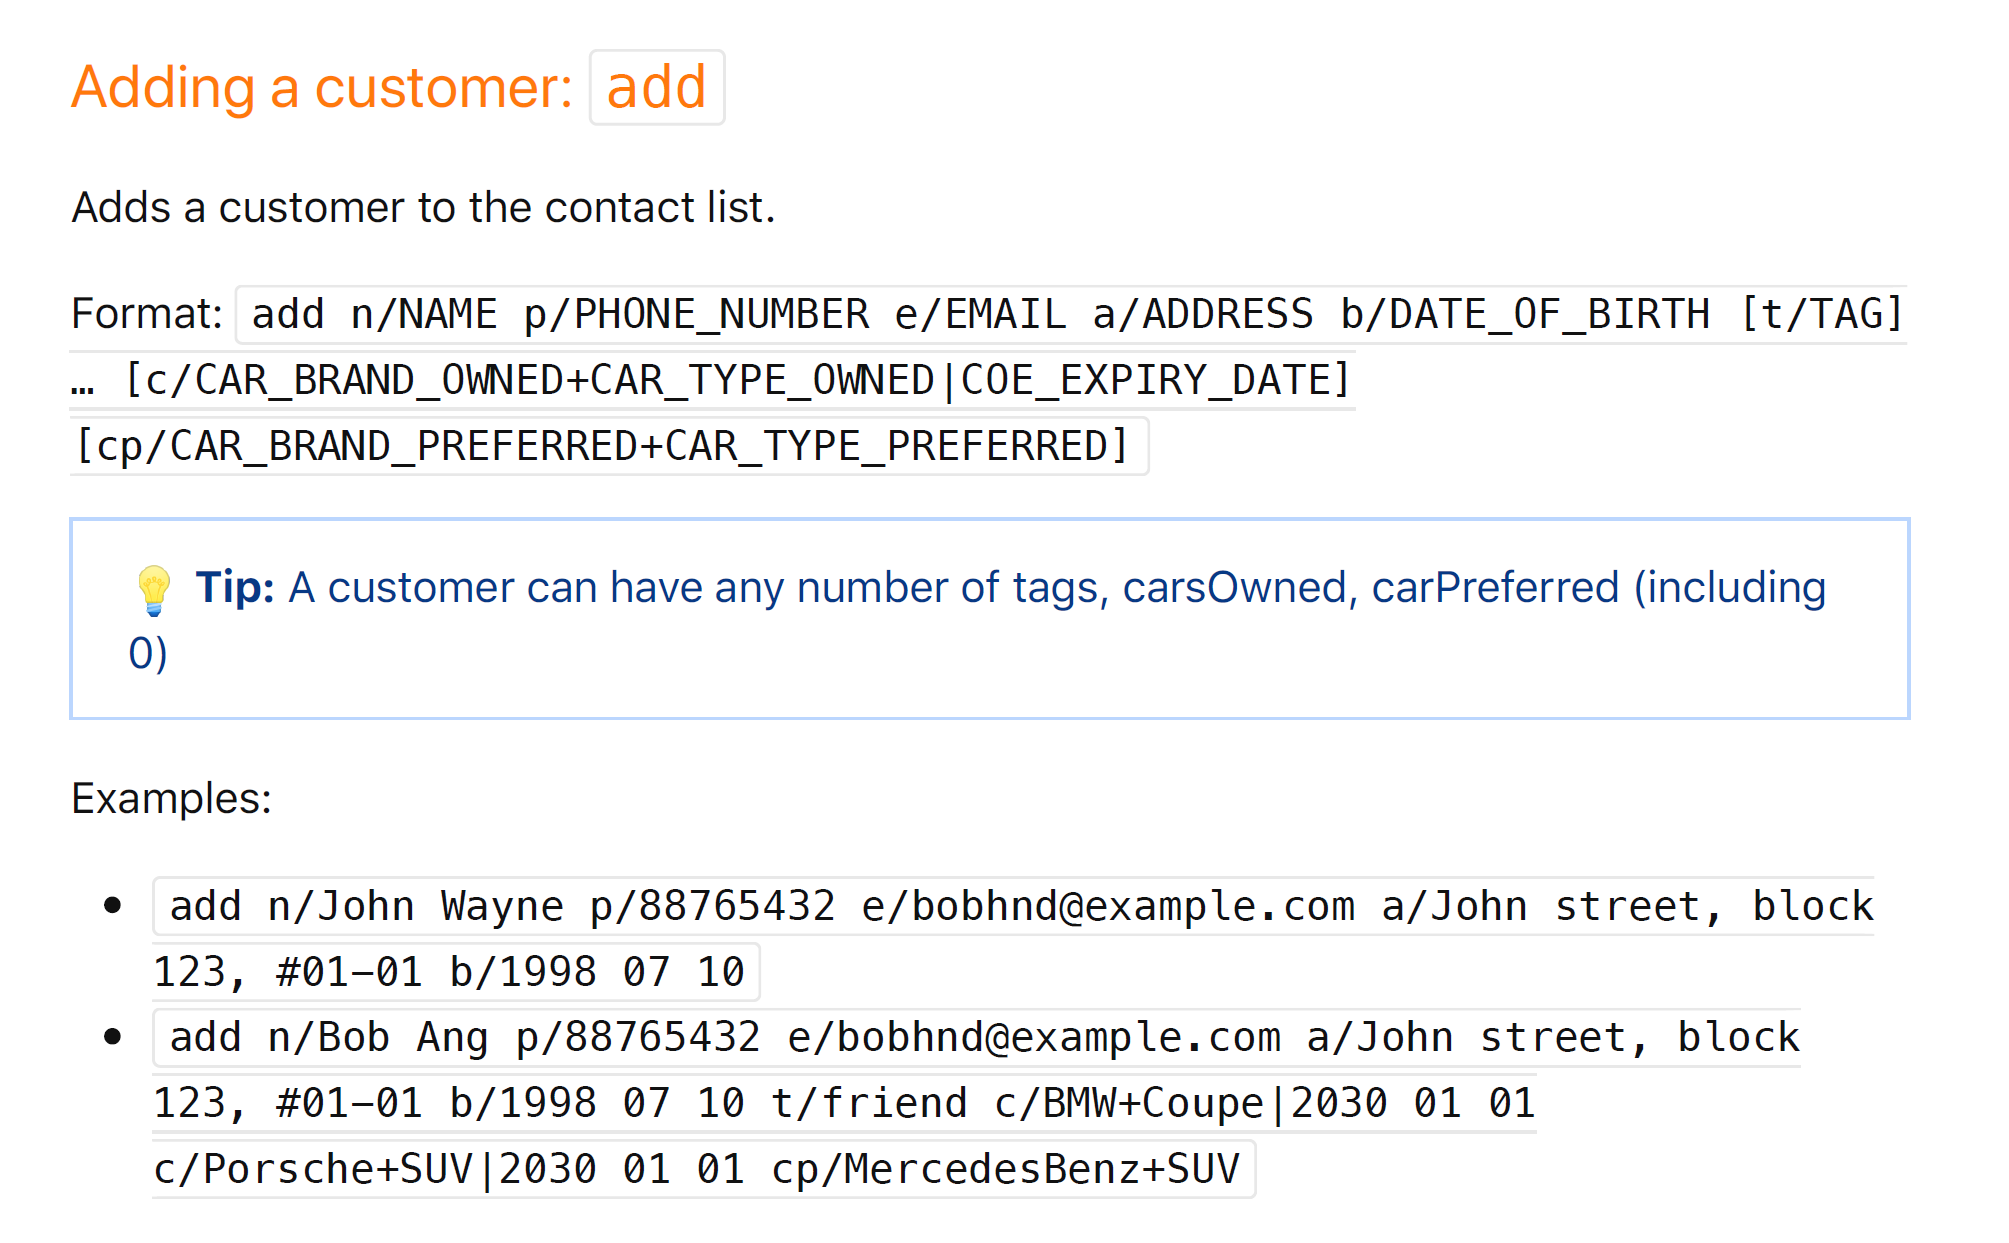 Adding a customer: add
Adds a customer to the contact list.
Format: add n/NAME p/PHONE_NUMBER e/EMAIL a/ADDRESS b/DATE_OF_BIRTH [t/TAG]
… [c/CAR_BRAND_OWNED+CAR_TYPE_OWNED|COE_EXPIRY_DATE]
[cp/CAR_BRAND_PREFERRED+CAR_TYPE_PREFERRED]
💡 Tip: A customer can have any number of tags, carsOwned, carPreferred (including
0)
Examples:
• add n/John Wayne p/88765432 e/bobhnd@example.com a/John street, block
123, #01-01 b/1998 07 10
• add n/Bob Ang p/88765432 e/bobhnd@example.com a/John street, block
123, #01-01 b/1998 07 10 t/friend c/BMW+Coupe|2030 01 01
c/Porsche+SUV|2030 01 01 cp/MercedesBenz+SUV